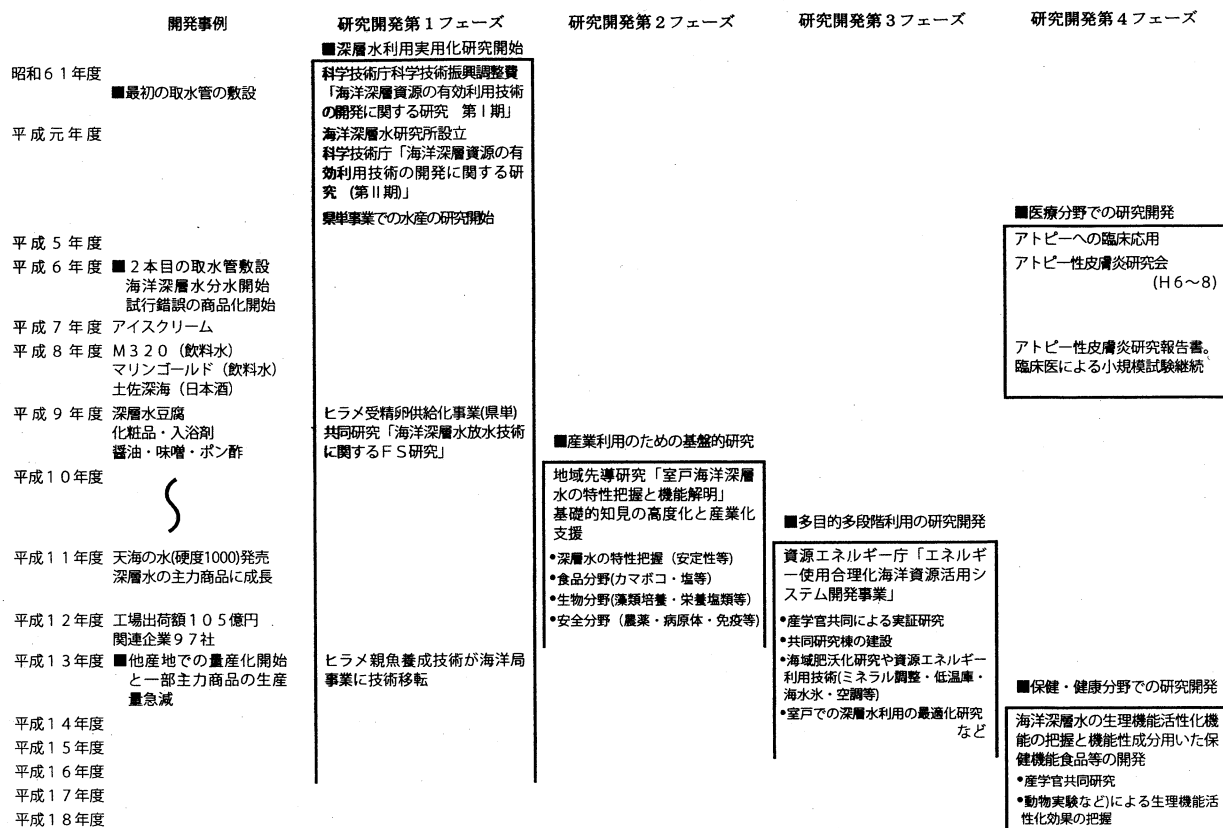 開発事例
研究開発第1フェーズ
研究開発第2フェーズ
研究開発第3フェーズ
研究開発第4フェーズ
■深層水利用実用化研究開始
昭和61年度
■最初の取水管の敷設
科学技術庁科学技術振興調整費
「海洋深層資源の有効利用技術
の開発に関する研究　第Ⅰ期」
平成元年度
海洋深層水研究所設立
科学技術庁「海洋深層資源の有
効利用技術の開発に関する研
究　(第Ⅱ期)」
県単事業での水産の研究開始
■医療分野での研究開発
平成5年度
アトピーへの臨床応用
平成6年度
■2本目の取水管敷設
海洋深層水分水開始
試行錯誤の商品化開始
アトピー性皮膚炎研究会
(H6～8)
平成7年度
アイスクリーム
平成8年度
M320（飲料水）
マリンゴールド（飲料水）
土佐深海（日本酒）
アトピー性皮膚炎研究報告書。
臨床医による小規模試験継続
平成9年度
深層水豆腐
化粧品・入浴剤
醤油・味噌・ポン酢
ヒラメ受精卵供給化事業(県単)
共同研究「海洋深層水放水技術
に関するFS研究」
■産業利用のための基盤的研究
平成10年度
地域先導研究「室戸海洋深層
水の特性把握と機能解明」
基礎的知見の高度化と産業化
支援
●深層水の特性把握（安定性等）
●食品分野(カマボコ・塩等)
●生物分野(藻類培養・栄養塩類等)
●安全分野（農薬・病原体・免疫等)
■多目的多段階利用の研究開発
平成11年度
天海の水(硬度1000)発売
深層水の主力商品に成長
資源エネルギー庁「エネルギ
ー使用合理化海洋資源活用シ
ステム開発事業」
●産学官共同による実証研究
●共同研究棟の建設
●海域肥沃化研究や資源エネルギー
利用技術(ミネラル調整・低温庫・
海水氷・空調等)
●室戸での深層水利用の最適化研究
など
平成12年度
工場出荷額105億円
関連企業97社
平成13年度
■他産地での量産化開始
と一部主力商品の生産
量急減
ヒラメ親魚養成技術が海洋局
事業に技術移転
■保健・健康分野での研究開発
平成14年度
平成15年度
平成16年度
平成17年度
平成18年度
海洋深層水の生理機能活性化機
能の把握と機能性成分用いた保
健機能食品等の開発
●産学官共同研究
●動物実験など)による生理機能活
性化効果の把握